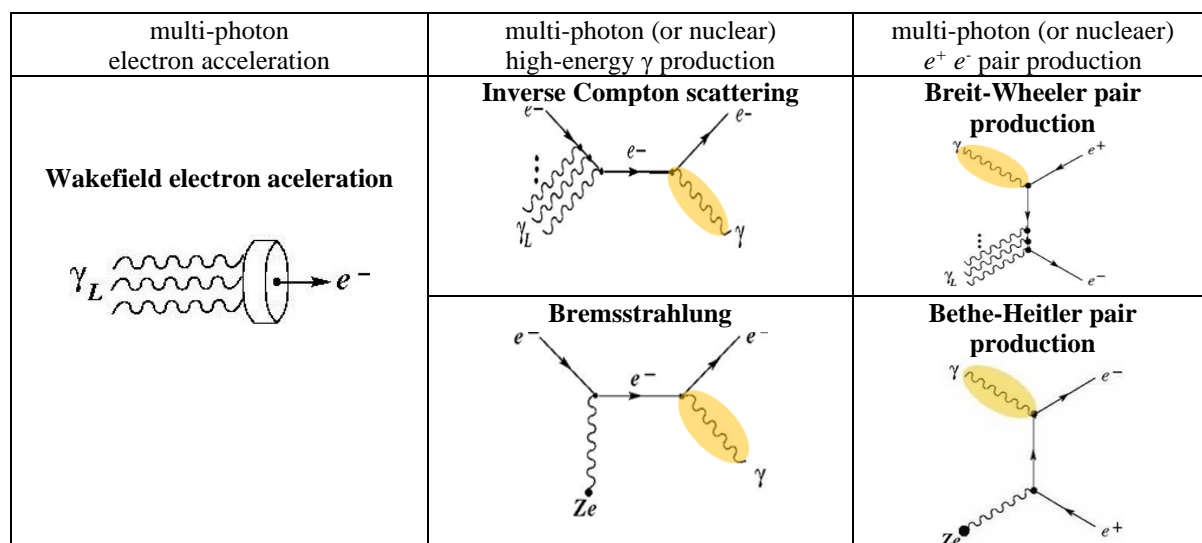 multi-photon
electron acceleration
multi-photon (or nuclear)
high-energy γ production
multi-photon (or nucleaer)
e+ e- pair production
Wakefield electron aceleration
γL
e−
Inverse Compton scattering
e−
e−
e−
γL
γ
Breit-Wheeler pair
production
γ
e+
γL
e−
Bremsstrahlung
e−
e−
e−
γ
Ze
Bethe-Heitler pair
production
γ
e−
Ze
e+